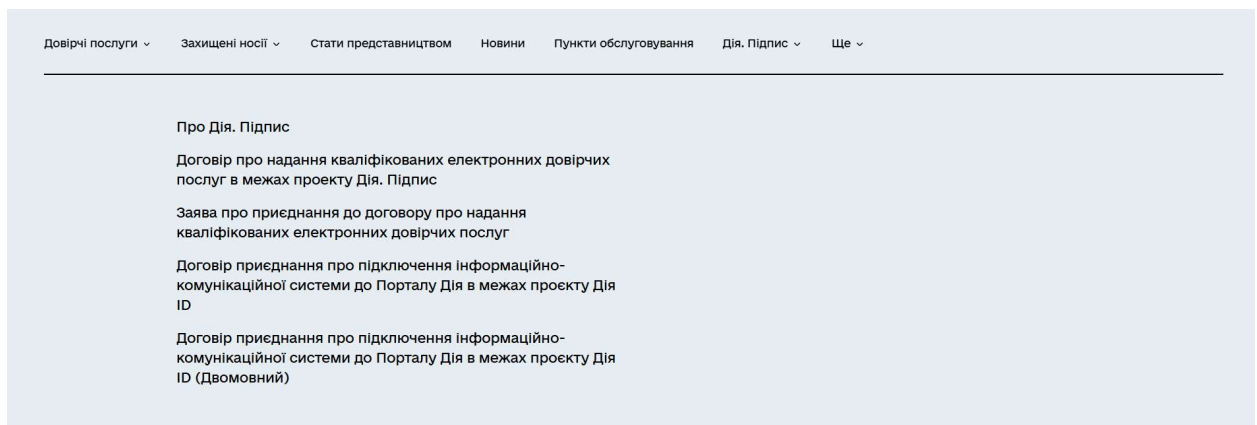 Довірчі послуги Захищені носії Стати представництвом Новини Пункти обслуговування Дія. Підпис Ще
Про Дія. Підпис
Договір про надання кваліфікованих електронних довірчих
послуг в межах проекту Дія. Підпис
Заява про приєднання до договору про надання
кваліфікованих електронних довірчих послуг
Договір приєднання про підключення інформаційно-
комунікаційної системи до Порталу Дія в межах проєкту Дія
ID
Договір приєднання про підключення інформаційно-
комунікаційної системи до Порталу Дія в межах проєкту Дія
ID (Двомовний)